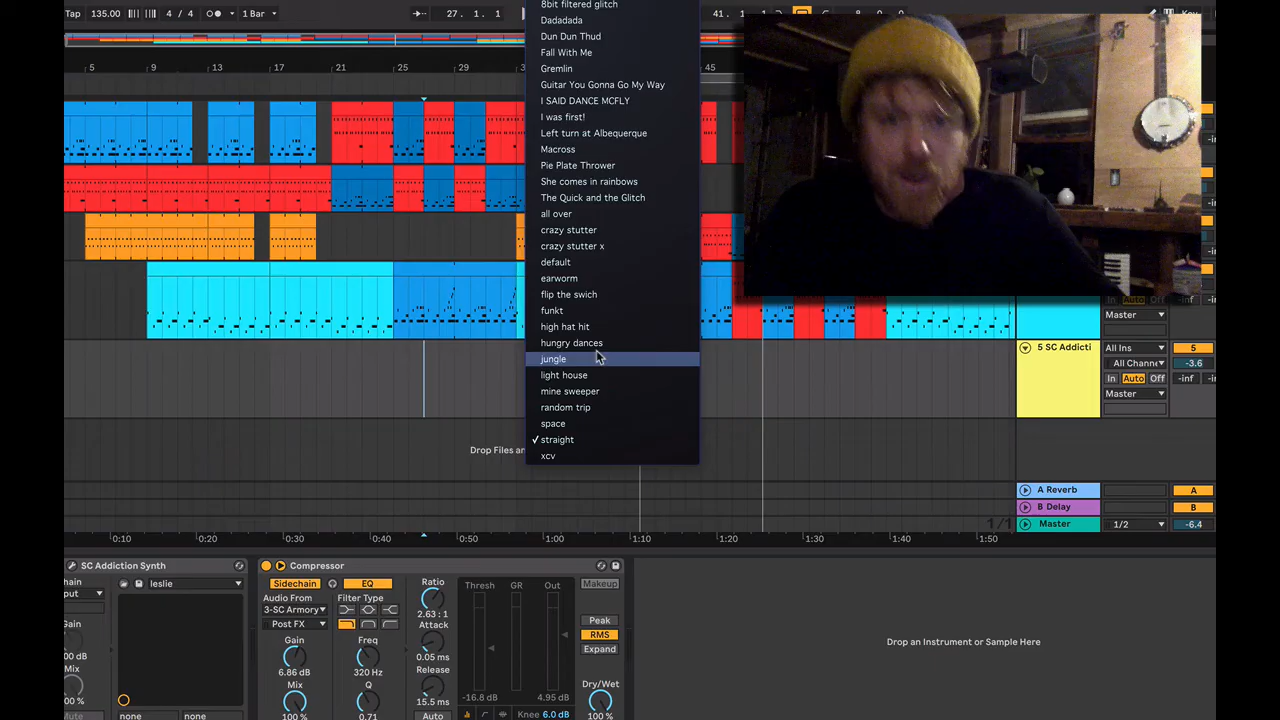 Tap 135.00 4 / 4 1 Bar 27. 1. 1 41. 1. 1 8. 0. 0 Key
5 9 13 17 21 25 29 45
8bit filtered glitch
Dadadada
Dun Dun Thud
Fall With Me
Gremlin
Guitar You Gonna Go My Way
I SAID DANCE MCFLY
I was first!
Left turn at Albequerque
Macross
Pie Plate Thrower
She comes in rainbows
The Quick and the Glitch
all over
crazy stutter
crazy stutter x
default
earworm
flip the swich
funkt
high hat hit
hungry dances
jungle
light house
mine sweeper
random trip
space
✓ straight
xcv
Auto Off
Master
5 SC Addicti All Ins 5
All Channe -3.6
In Auto Off -inf -inf
Master
Drop Files an
A Reverb A
B Delay B
1/1 Master 1/2 -6.4
0:10 0:20 0:30 0:40 0:50 1:00 1:10 1:20 1:30 1:40 1:50
SC Addiction Synth
leslie
Mix
none none
Compressor
Sidechain EQ
Audio From Filter Type
3-SC Armory
Post FX
Gain Freq
6.86 dB 320 Hz
Mix Q
100 % 0.71
Ratio
2.63 : 1
Attack
0.05 ms
Release
15.5 ms
Auto
Thresh GR Out
-16.8 dB 4.95 dB
Knee 6.0 dB
Makeup
Peak
RMS
Expand
Dry/Wet
100 %
Drop an Instrument or Sample Here